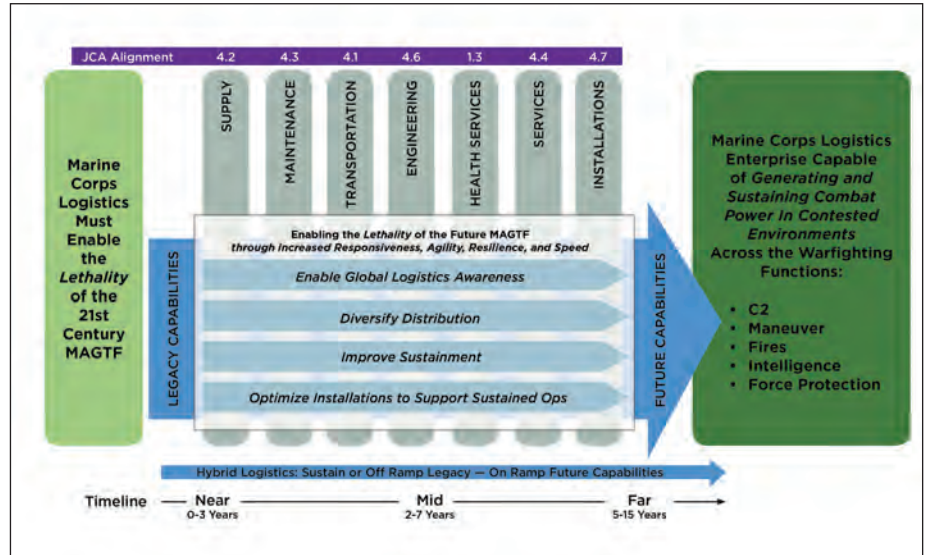 JCA Alignment 4.2 4.3 4.1 4.6 1.3 4.4 4.7
SUPPLY
MAINTENANCE
TRANSPORTATION
ENGINEERING
HEALTH SERVICES
SERVICES
INSTALLATIONS
Marine
Corps
Logistics
Must
Enable
the
Lethality
of the
21st
Century
MAGTF
LEGACY CAPABILITIES
Enabling the Lethality of the Future MAGTF
through Increased Responsiveness, Agility, Resilience, and Speed
Enable Global Logistics Awareness
Diversify Distribution
Improve Sustainment
Optimize Installations to Support Sustained Ops
FUTURE CAPABILITIES
Marine Corps Logistics
Enterprise Capable
of Generating and
Sustaining Combat
Power In Contested
Environments
Across the Warfighting
Functions:
• C2
• Maneuver
• Fires
• Intelligence
• Force Protection
Hybrid Logistics: Sustain or Off Ramp Legacy — On Ramp Future Capabilities
Timeline Near Mid Far
0-3 Years 2-7 Years 5-15 Years